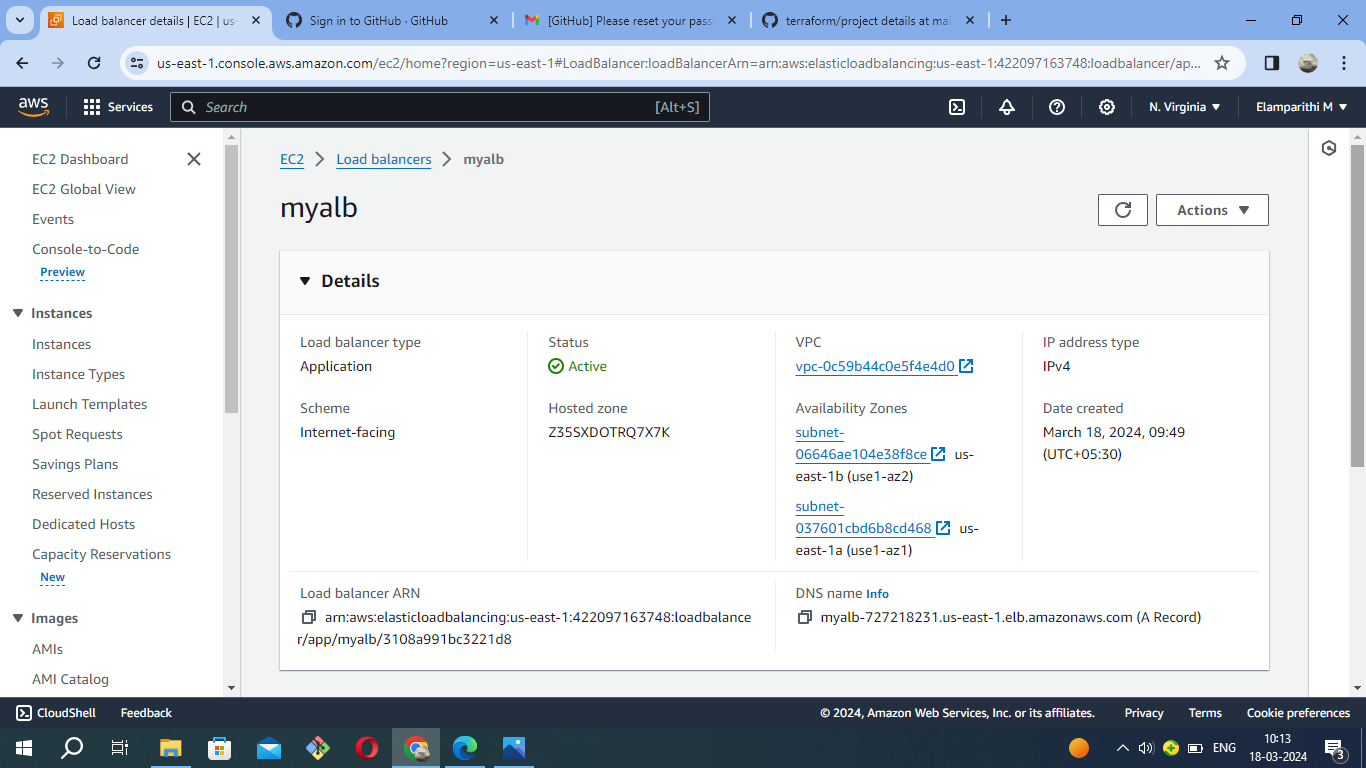 Load balancer details | EC2 | us-
Sign in to GitHub · GitHub
[GitHub] Please reset your pass
terraform/project details at mai
us-east-1.console.aws.amazon.com/ec2/home?region=us-east-1#LoadBalancer:loadBalancerArn=arn:aws:elasticloadbalancing:us-east-1:422097163748:loadbalancer/ap...
aws
Services
Search
[Alt+S]
N. Virginia
Elamparithi M
EC2 Dashboard
EC2 Global View
Events
Console-to-Code
Preview
Instances
Instances
Instance Types
Launch Templates
Spot Requests
Savings Plans
Reserved Instances
Dedicated Hosts
Capacity Reservations
New
Images
AMIs
AMI Catalog
EC2
Load balancers
myalb
myalb
Actions
Details
Load balancer type
Application
Status
Active
VPC
vpc-0c59b44c0e5f4e4d0
IP address type
IPv4
Scheme
Internet-facing
Hosted zone
Z35SXDOTRQ7X7K
Availability Zones
subnet-
06646ae104e38f8ce us-
east-1b (use1-az2)
subnet-
037601cbd6b8cd468 us-
east-1a (use1-az1)
Date created
March 18, 2024, 09:49
(UTC+05:30)
Load balancer ARN
arn:aws:elasticloadbalancing:us-east-1:422097163748:loadbalance
r/app/myalb/3108a991bc3221d8
DNS name Info
myalb-727218231.us-east-1.elb.amazonaws.com (A Record)
CloudShell
Feedback
© 2024, Amazon Web Services, Inc. or its affiliates.
Privacy
Terms
Cookie preferences
ENG
10:13
18-03-2024
3